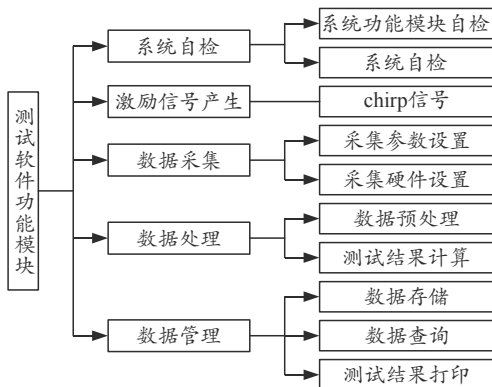 测试软件功能模块
系统自检
系统功能模块自检
系统自检
激励信号产生
chirp信号
数据采集
采集参数设置
采集硬件设置
数据处理
数据预处理
测试结果计算
数据管理
数据存储
数据查询
测试结果打印